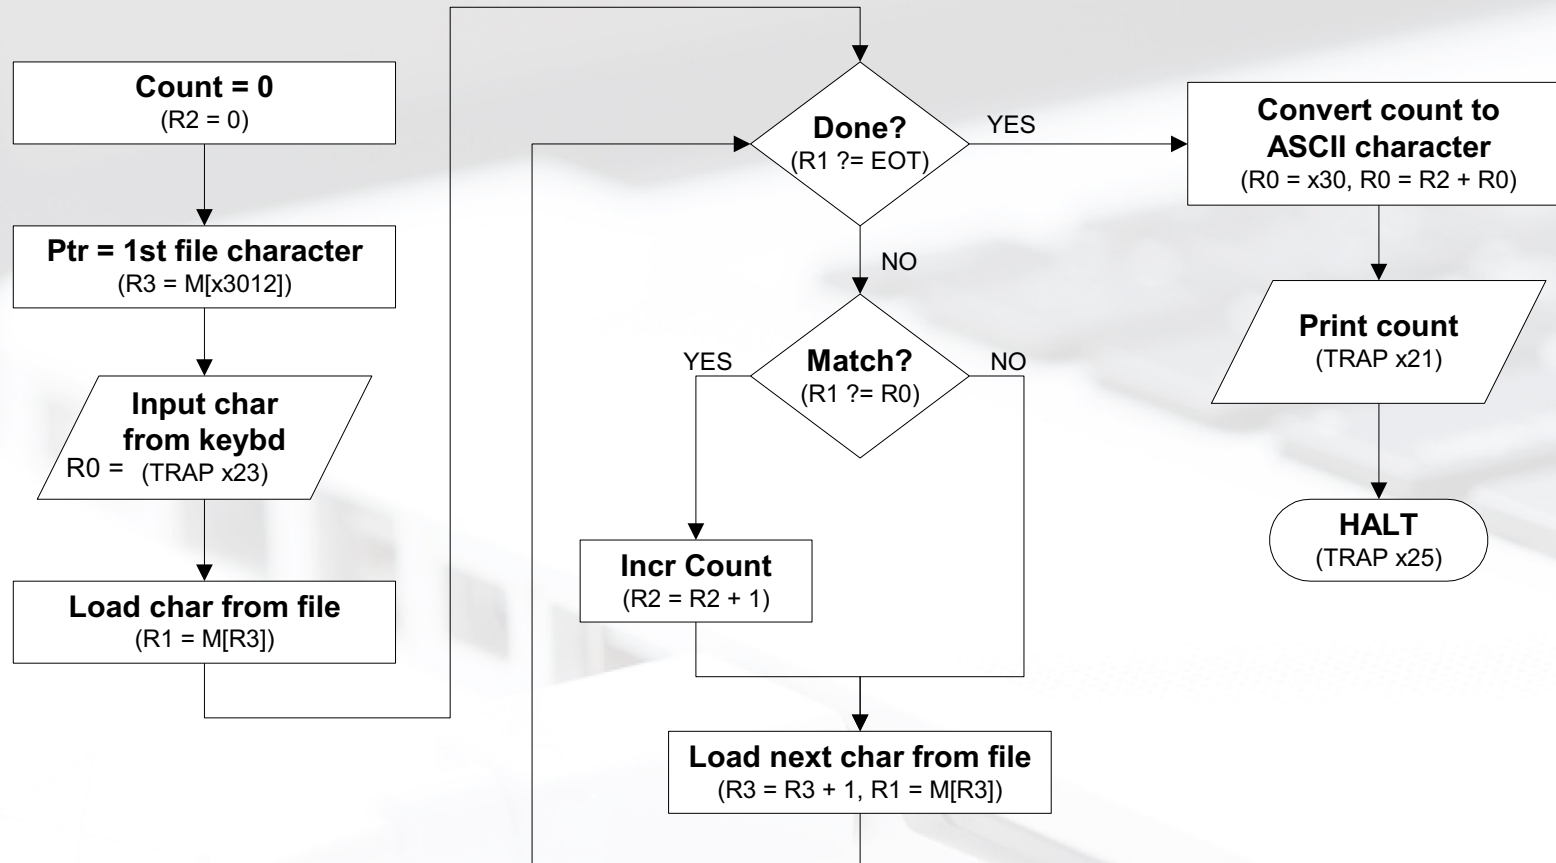 Count = 0
(R2 = 0)
Ptr = 1st file character
(R3 = M[x3012])
Input char
from keybd
R0 = (TRAP x23)
Load char from file
(R1 = M[R3])
Done?
(R1 ?= EOT)
YES
NO
Match?
(R1 ?= R0)
YES
NO
Incr Count
(R2 = R2 + 1)
Load next char from file
(R3 = R3 + 1, R1 = M[R3])
Convert count to
ASCII character
(R0 = x30, R0 = R2 + R0)
Print count
(TRAP x21)
HALT
(TRAP x25)